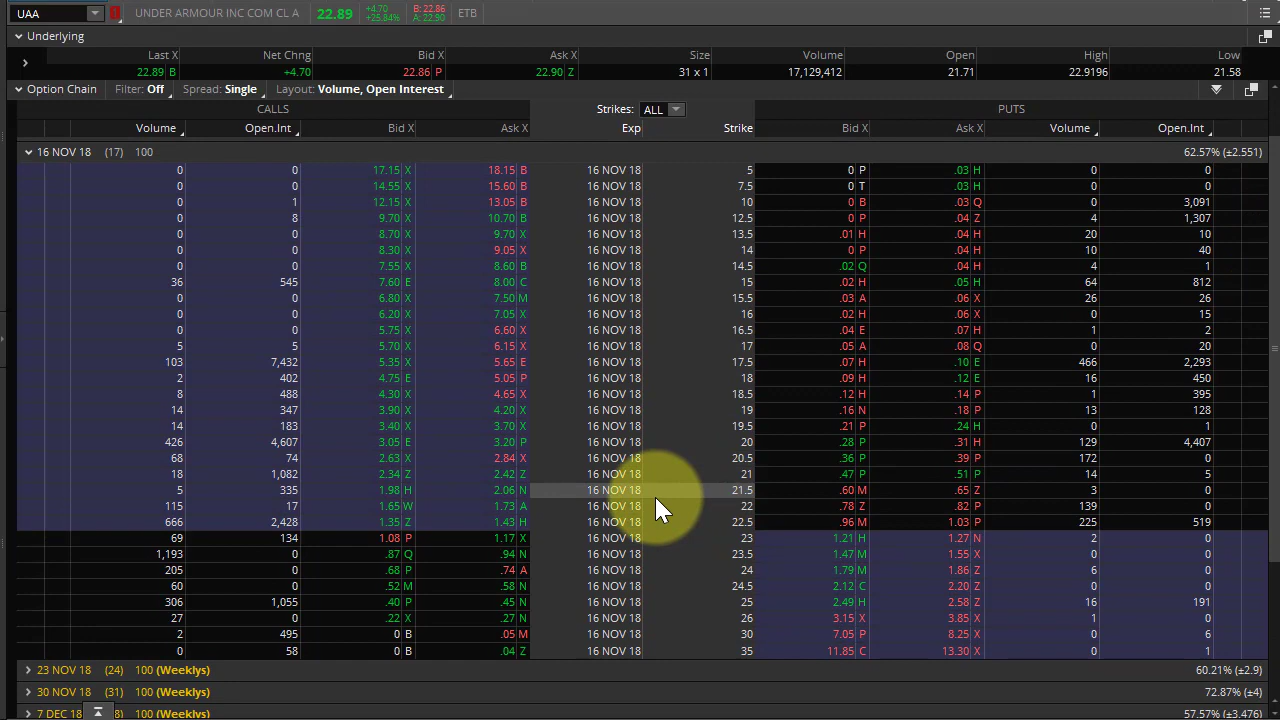 UAA UNDER ARMOUR INC COM CL A 22.89 +4.70 +25.84% B: 22.86 A: 22.90 ETB
Underlying
Last X Net Chng Bid X Ask X Size Volume Open High Low
22.89 B +4.70 22.86 P 22.90 Z 31 x 1 17,129,412 21.71 22.9196 21.58
Option Chain Filter: Off Spread: Single Layout: Volume, Open Interest
CALLS Strikes: ALL PUTS
Volume Open.Int Bid X Ask X Exp Strike Bid X Ask X Volume Open.Int
16 NOV 18 (17) 100 62.57% (±2.551)
0 0 17.15 X 18.15 B 16 NOV 18 5 0 P .03 H 0 0
0 0 14.55 X 15.60 B 16 NOV 18 7.5 0 T .03 H 0 0
0 1 12.15 X 13.05 B 16 NOV 18 10 0 B .03 Q 0 3,091
0 8 9.70 X 10.70 B 16 NOV 18 12.5 0 P .04 Z 4 1,307
0 0 8.70 X 9.70 X 16 NOV 18 13.5 .01 H .04 H 20 10
0 0 8.30 X 9.05 X 16 NOV 18 14 0 P .04 H 10 40
0 0 7.55 X 8.60 B 16 NOV 18 14.5 .02 Q .04 H 4 1
36 545 7.60 E 8.00 C 16 NOV 18 15 .02 H .05 H 64 812
0 0 6.80 X 7.50 M 16 NOV 18 15.5 .03 A .06 X 26 26
0 0 6.20 X 7.05 X 16 NOV 18 16 .02 H .06 X 0 15
0 0 5.75 X 6.60 X 16 NOV 18 16.5 .04 E .07 H 1 2
5 5 5.70 X 6.15 X 16 NOV 18 17 .05 A .08 Q 0 20
103 7,432 5.35 X 5.65 E 16 NOV 18 17.5 .07 H .10 E 466 2,293
2 402 4.75 E 5.05 P 16 NOV 18 18 .09 H .12 E 16 450
8 488 4.30 X 4.65 X 16 NOV 18 18.5 .12 H .14 P 1 395
14 347 3.90 X 4.20 X 16 NOV 18 19 .16 N .18 P 13 128
14 426 3.40 X 3.70 X 16 NOV 18 19.5 .21 P .24 H 0 1
426 4,607 3.05 E 3.20 P 16 NOV 18 20 .28 P .31 H 129 4,407
68 74 2.63 X 2.84 X 16 NOV 18 20.5 .36 P .39 P 172 0
18 1,082 2.34 Z 2.42 Z 16 NOV 18 21 .47 P .51 P 14 5
5 335 1.98 H 2.06 N 16 NOV 18 21.5 .60 M .65 Z 3 0
115 17 1.65 W 1.73 A 16 NOV 18 22 .78 Z .82 P 139 0
666 2,428 1.35 Z 1.43 H 16 NOV 18 22.5 .96 M 1.03 P 225 519
69 134 1.08 P 1.17 X 16 NOV 18 23 1.21 H 1.27 N 2 0
1,193 0 .87 Q .94 N 16 NOV 18 23.5 1.47 M 1.55 X 0 0
205 0 .68 P .74 A 16 NOV 18 24 1.79 M 1.86 Z 6 0
60 0 .52 M .58 N 16 NOV 18 24.5 2.12 C 2.20 Z 0 0
306 1,055 .40 P .45 N 16 NOV 18 25 2.49 H 2.58 Z 16 191
27 0 .22 X .27 N 16 NOV 18 26 3.15 X 3.85 X 1 0
2 495 0 B .05 M 16 NOV 18 30 7.05 P 8.25 X 0 6
0 58 0 B .04 Z 16 NOV 18 35 11.85 C 13.30 X 0 1
23 NOV 18 (24) 100 (Weeklys) 60.21% (±2.9)
30 NOV 18 (31) 100 (Weeklys) 72.87% (±4)
7 DEC 18 8) 100 (Weeklys) 57.57% (±3.476)